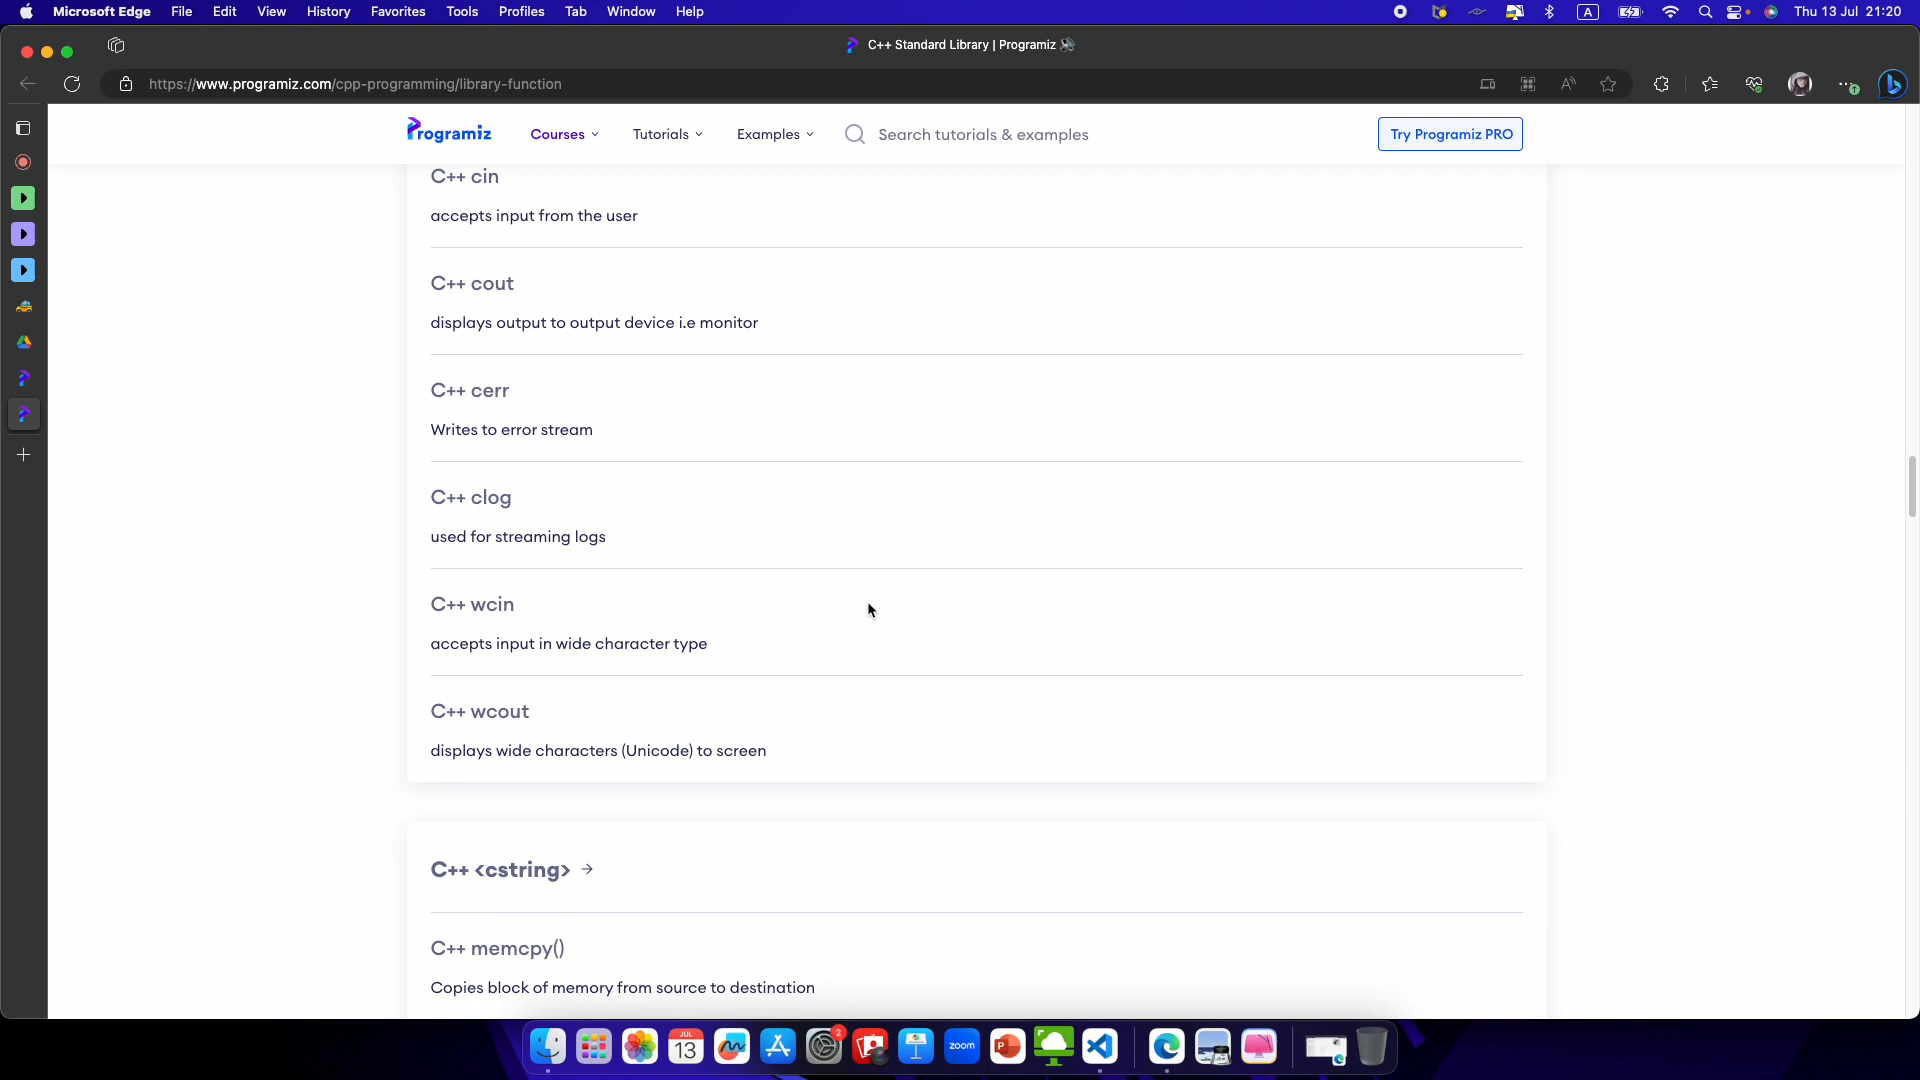 Microsoft Edge File Edit View History Favorites Tools Profiles Tab Window Help A Thu 13 Jul 21:20
C++ Standard Library | Programiz
https://www.programiz.com/cpp-programming/library-function
Programiz Courses Tutorials Examples Search tutorials & examples Try Programiz PRO
C++ cin
accepts input from the user
C++ cout
displays output to output device i.e monitor
C++ cerr
Writes to error stream
C++ clog
used for streaming logs
C++ wcin
accepts input in wide character type
C++ wcout
displays wide characters (Unicode) to screen
C++ <cstring> →
C++ memcpy()
Copies block of memory from source to destination
JUL
13
2
zoom
P